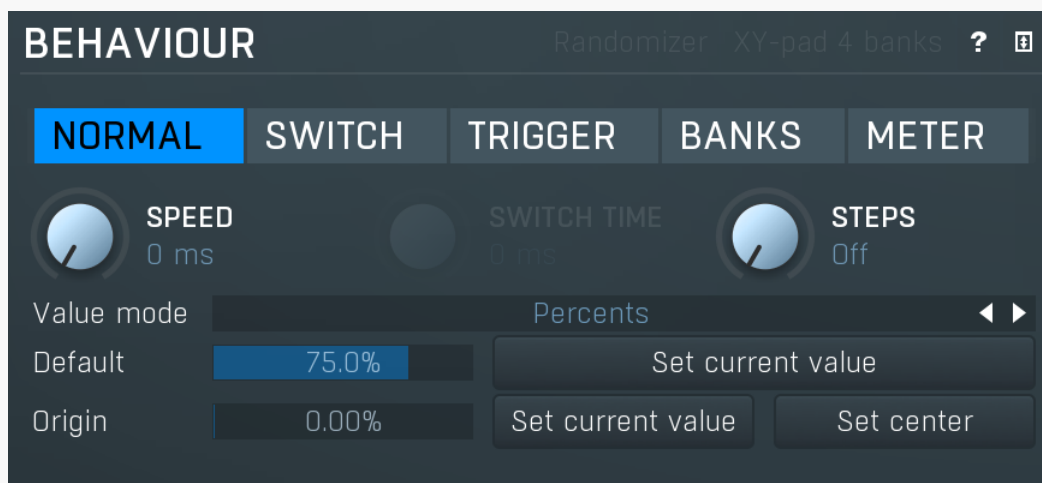 BEHAVIOUR Randomizer XY-pad 4 banks ?
NORMAL SWITCH TRIGGER BANKS METER
SPEED SWITCH TIME STEPS
0 ms 0 ms Off
Value mode Percents
Default 75.0% Set current value
Origin 0.00% Set current value Set center